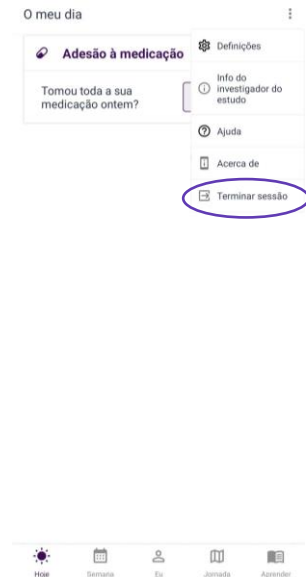 O meu dia
Adesão à medicação
Tomou toda a sua
medicação ontem?
Definições
Info do
investigador do
estudo
Ajuda
Acerca de
Terminar sessão
Hoje
Semana
Eu
Jornada
Aprender